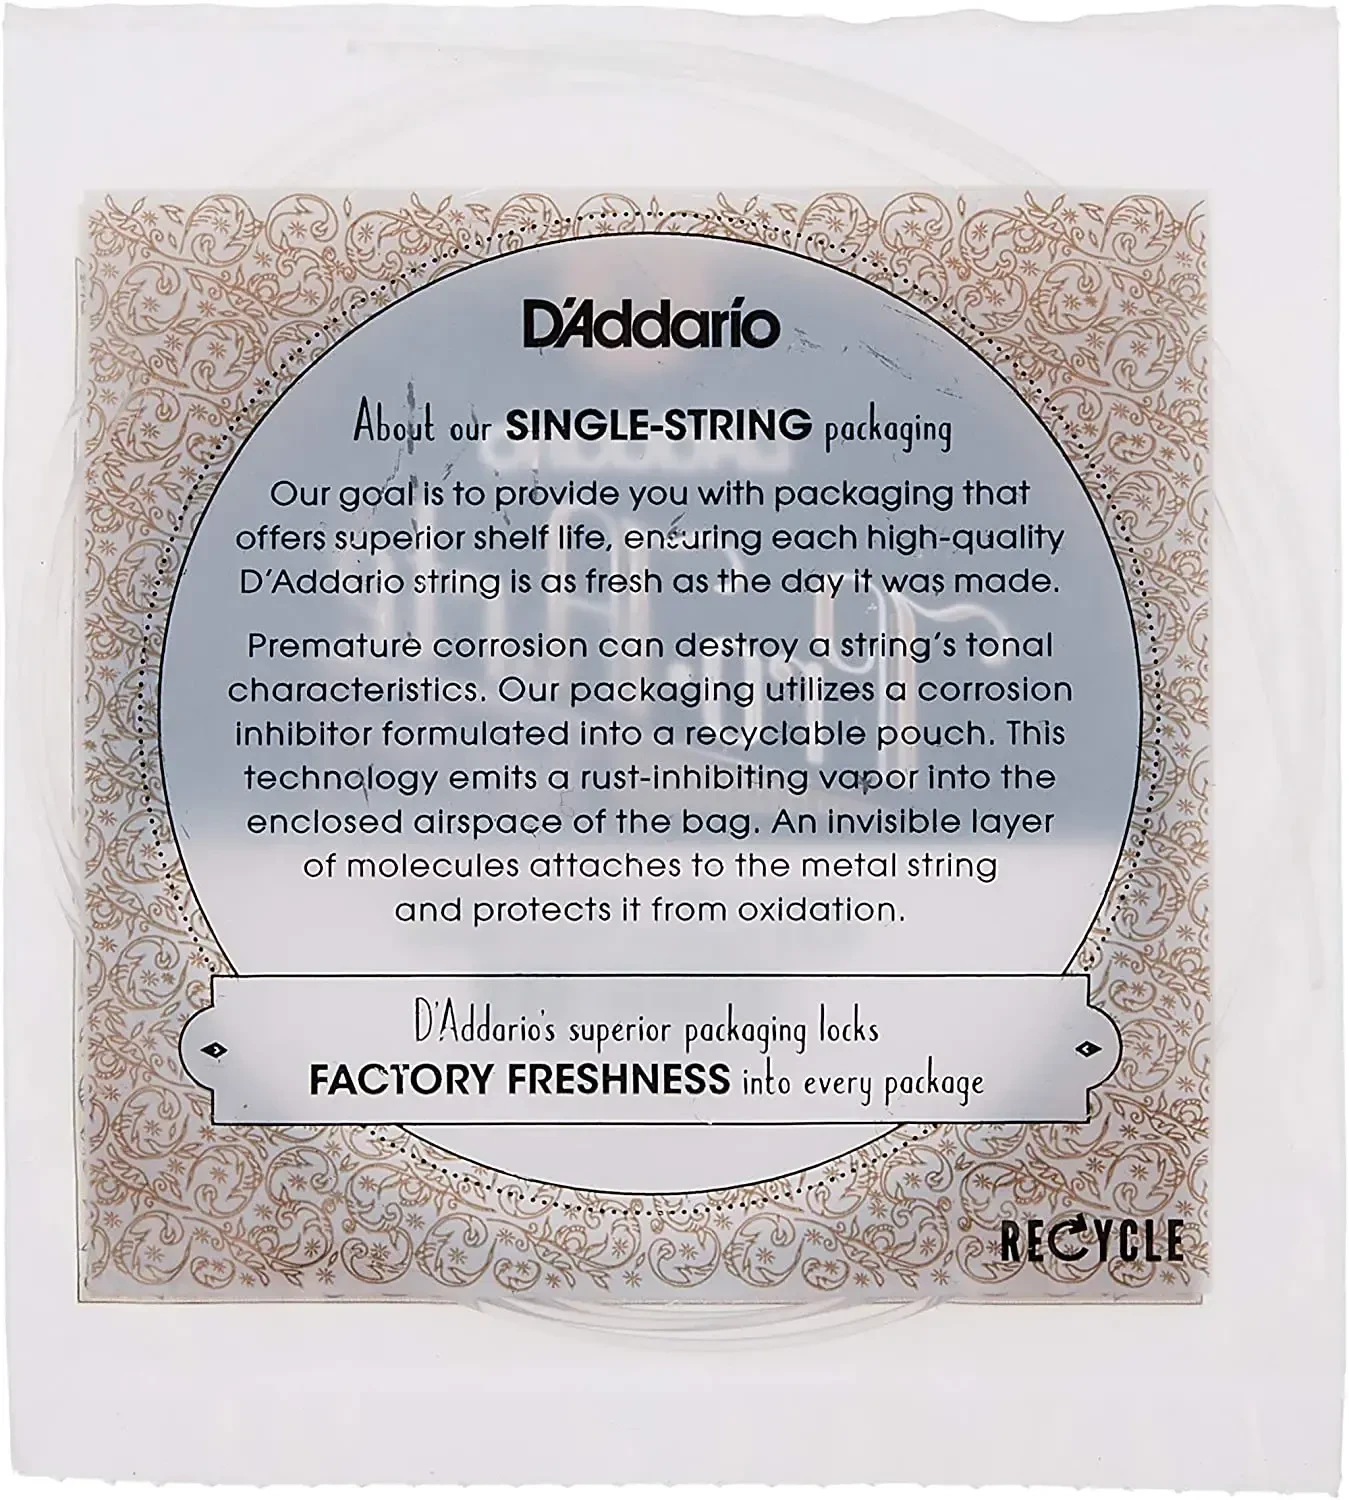 D'Addario
About our SINGLE-STRING packaging
Our goal is to provide you with packaging that
offers superior shelf life, ensuring each high-quality
D'Addario string is as fresh as the day it was made.
Premature corrosion can destroy a string's tonal
characteristics. Our packaging utilizes a corrosion
inhibitor formulated into a recyclable pouch. This
technology emits a rust-inhibiting vapor into the
enclosed airspace of the bag. An invisible layer
of molecules attaches to the metal string
and protects it from oxidation.
D'Addario's superior packaging locks
FACTORY FRESHNESS into every package
RECYCLE